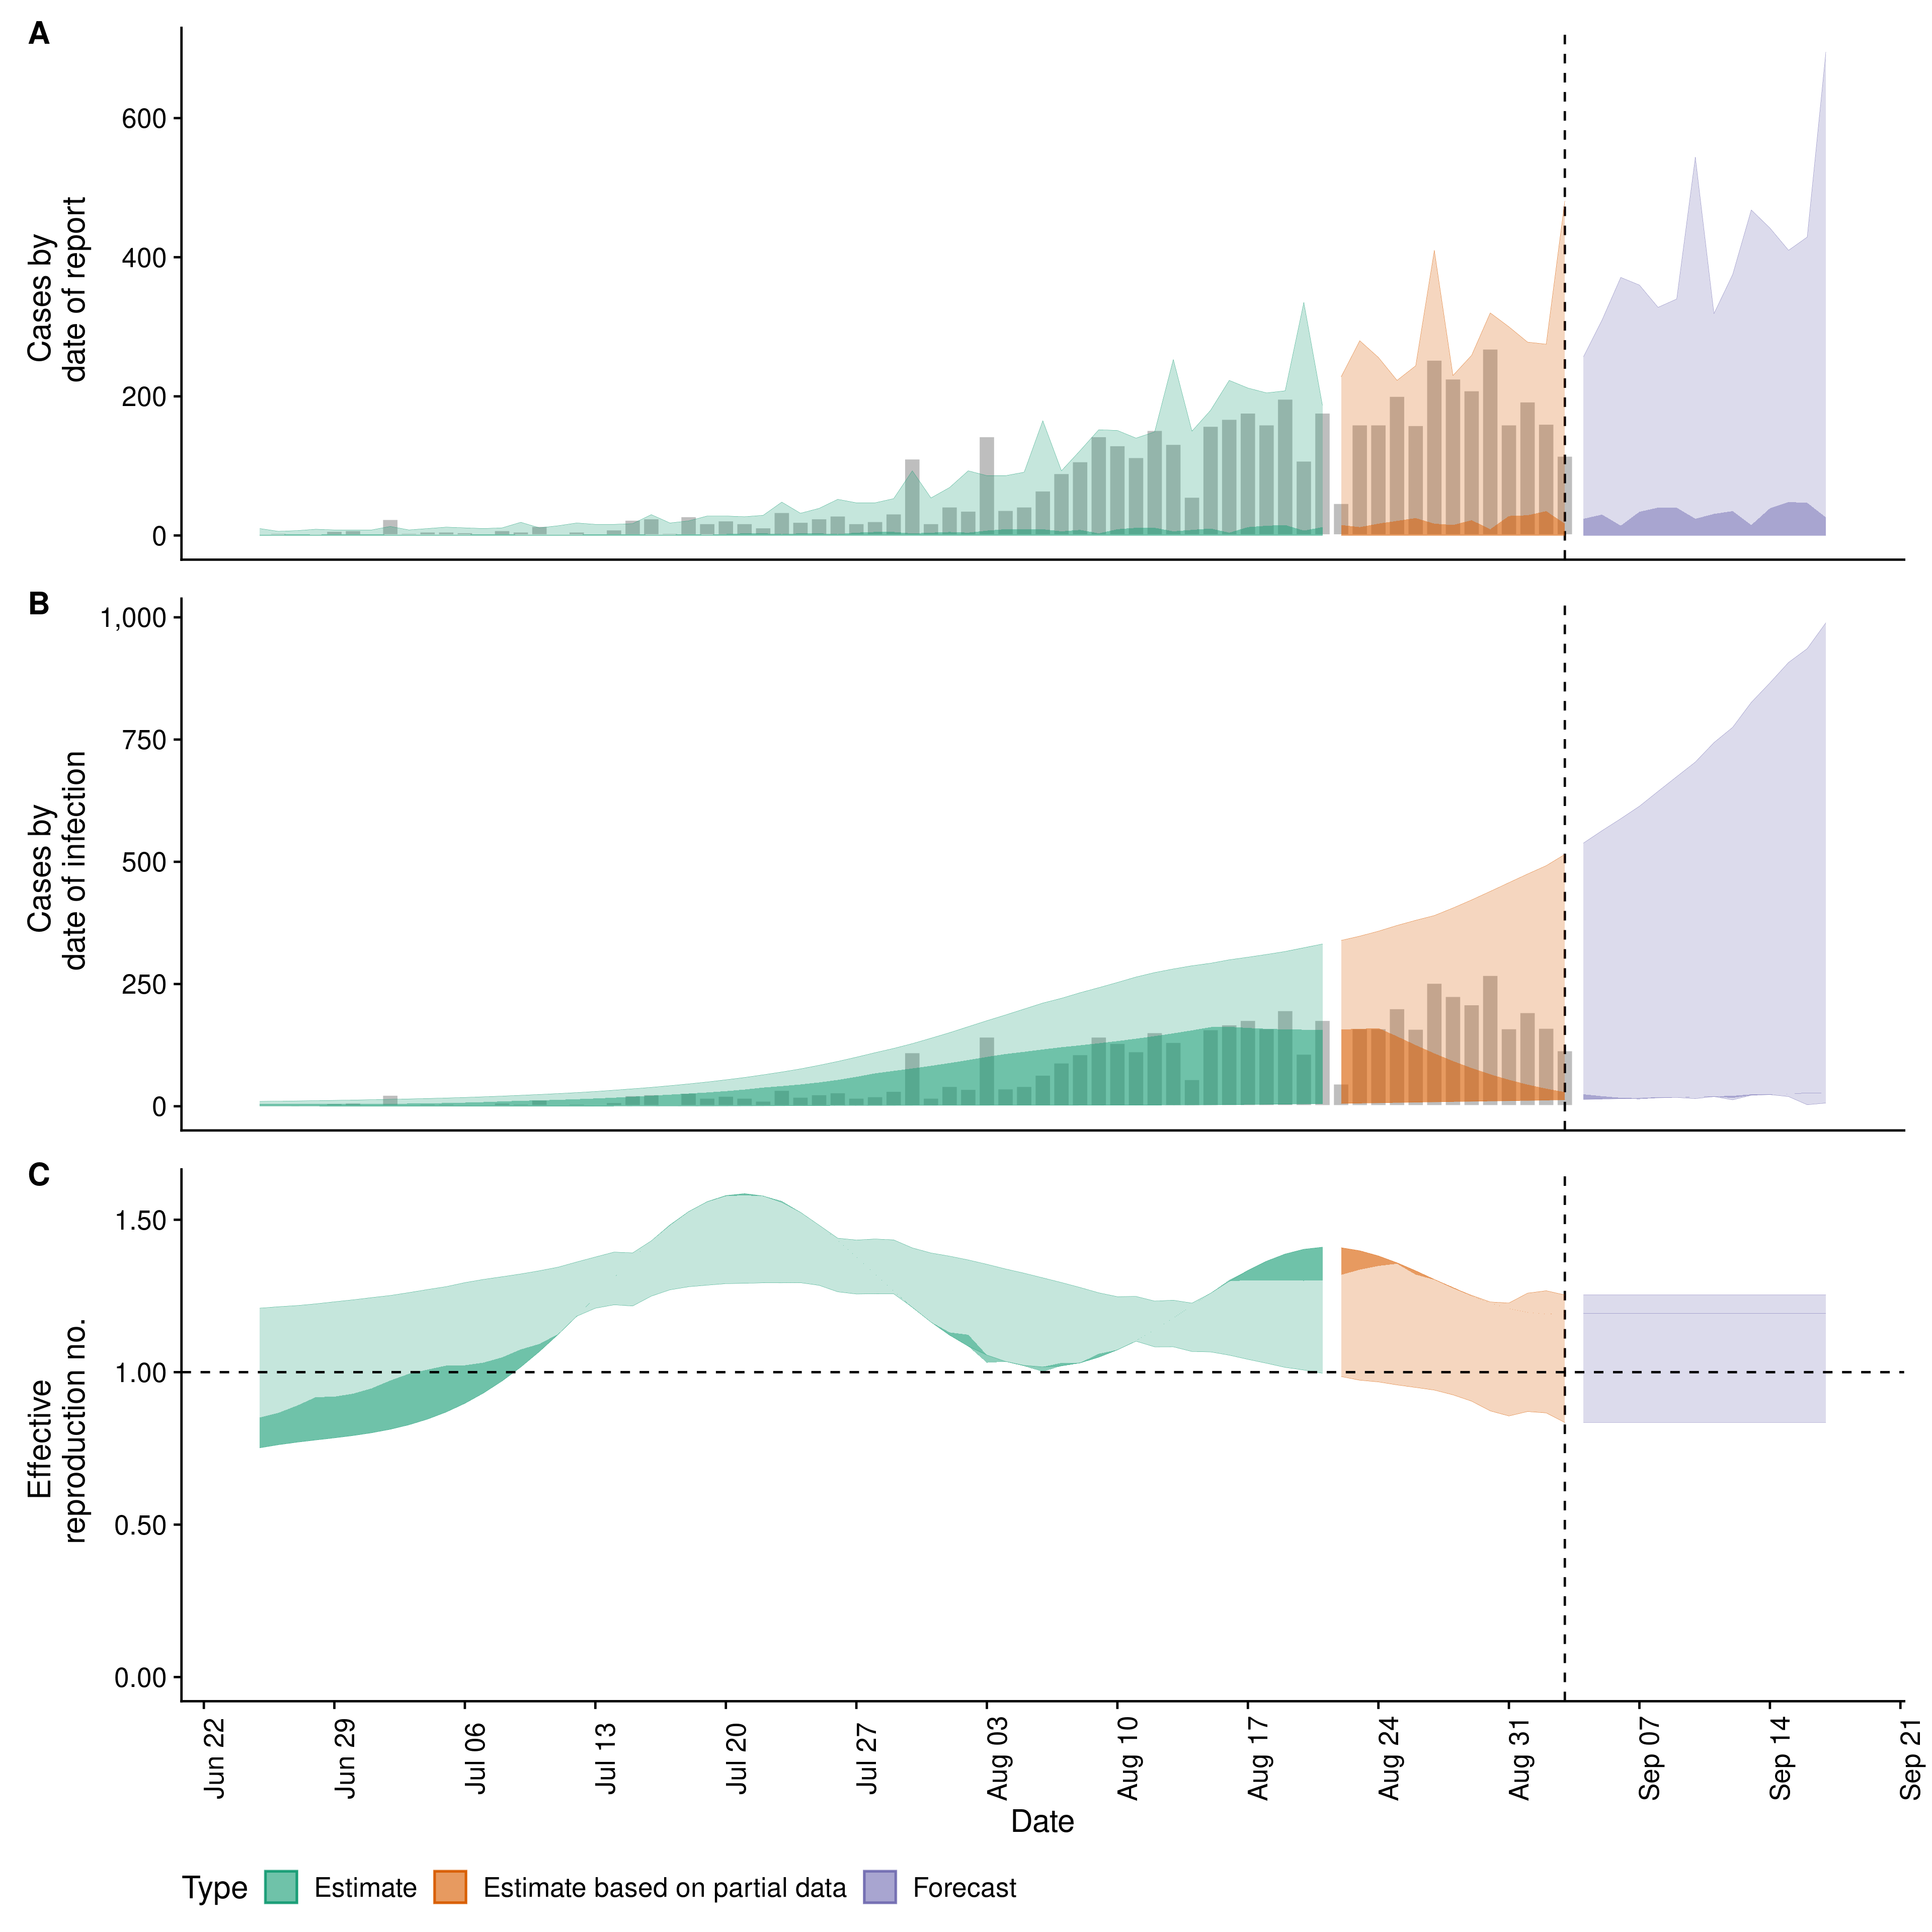 A
Cases by
date of report
600
400
200
0
B
Cases by
date of infection
1,000
750
500
250
0
C
Effective
reproduction no.
1.50
1.00
0.50
0.00
Jun 22
Jun 29
Jul 06
Jul 13
Jul 20
Jul 27
Aug 03
Aug 10
Aug 17
Aug 24
Aug 31
Sep 07
Sep 14
Sep 21
Date
Type Estimate Estimate based on partial data Forecast